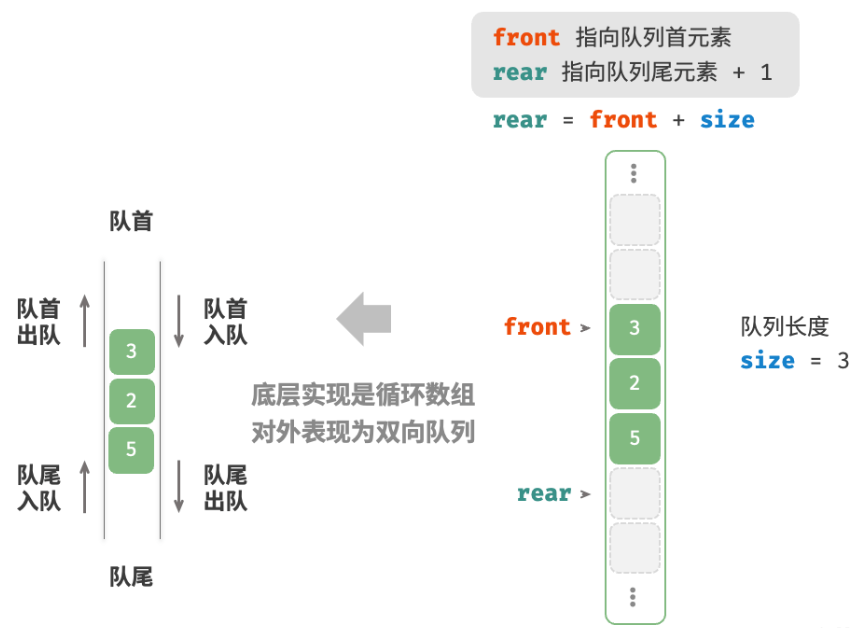 front 指向队列首元素
rear 指向队列尾元素 + 1
rear = front + size
队首
队首
出队
队首
入队
3
2
5
队尾
入队
队尾
出队
队尾
底层实现是循环数组
对外表现为双向队列
front
3
2
5
rear
队列长度
size = 3